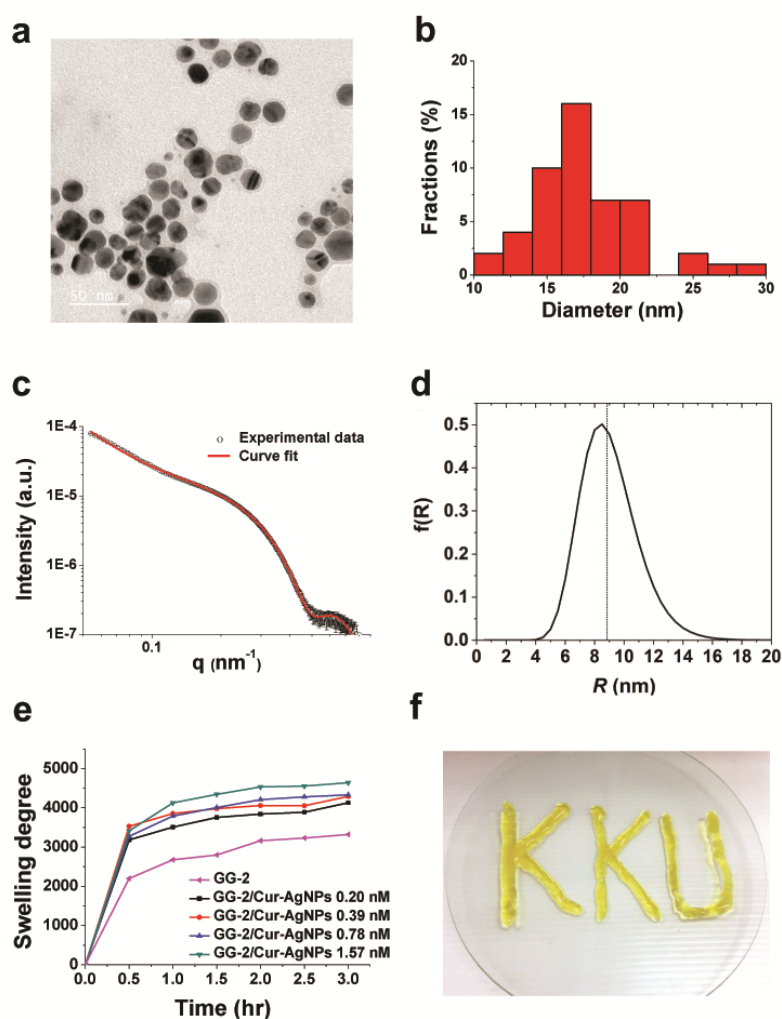 a
50 nm
b
Fractions (%)
20
15
10
5
0
10
15
20
25
30
Diameter (nm)
c
Intensity (a.u.)
1E-4
1E-5
1E-6
1E-7
Experimental data
Curve fit
0.1
q (nm-1)
d
f(R)
0.5
0.4
0.3
0.2
0.1
0.0
0 2 4 6 8 10 12 14 16 18 20
R (nm)
e
Swelling degree
5000
4000
3000
2000
1000
0
GG-2
GG-2/Cur-AgNPs 0.20 nM
GG-2/Cur-AgNPs 0.39 nM
GG-2/Cur-AgNPs 0.78 nM
GG-2/Cur-AgNPs 1.57 nM
0.0 0.5 1.0 1.5 2.0 2.5 3.0
Time (hr)
f
KKU